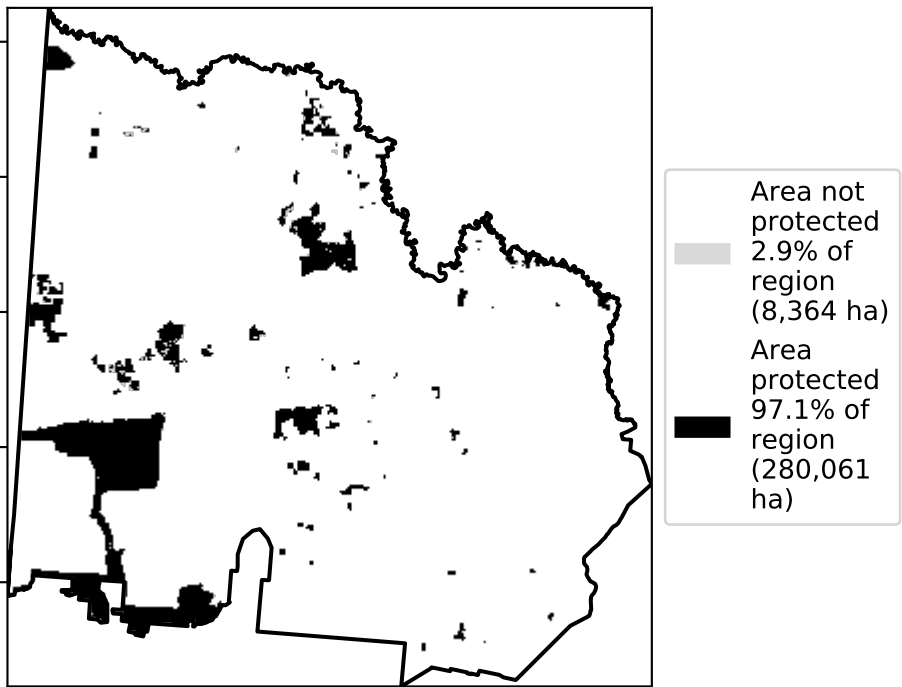 Area not
protected
2.9% of
region
(8,364 ha)
Area
protected
97.1% of
region
(280,061
ha)